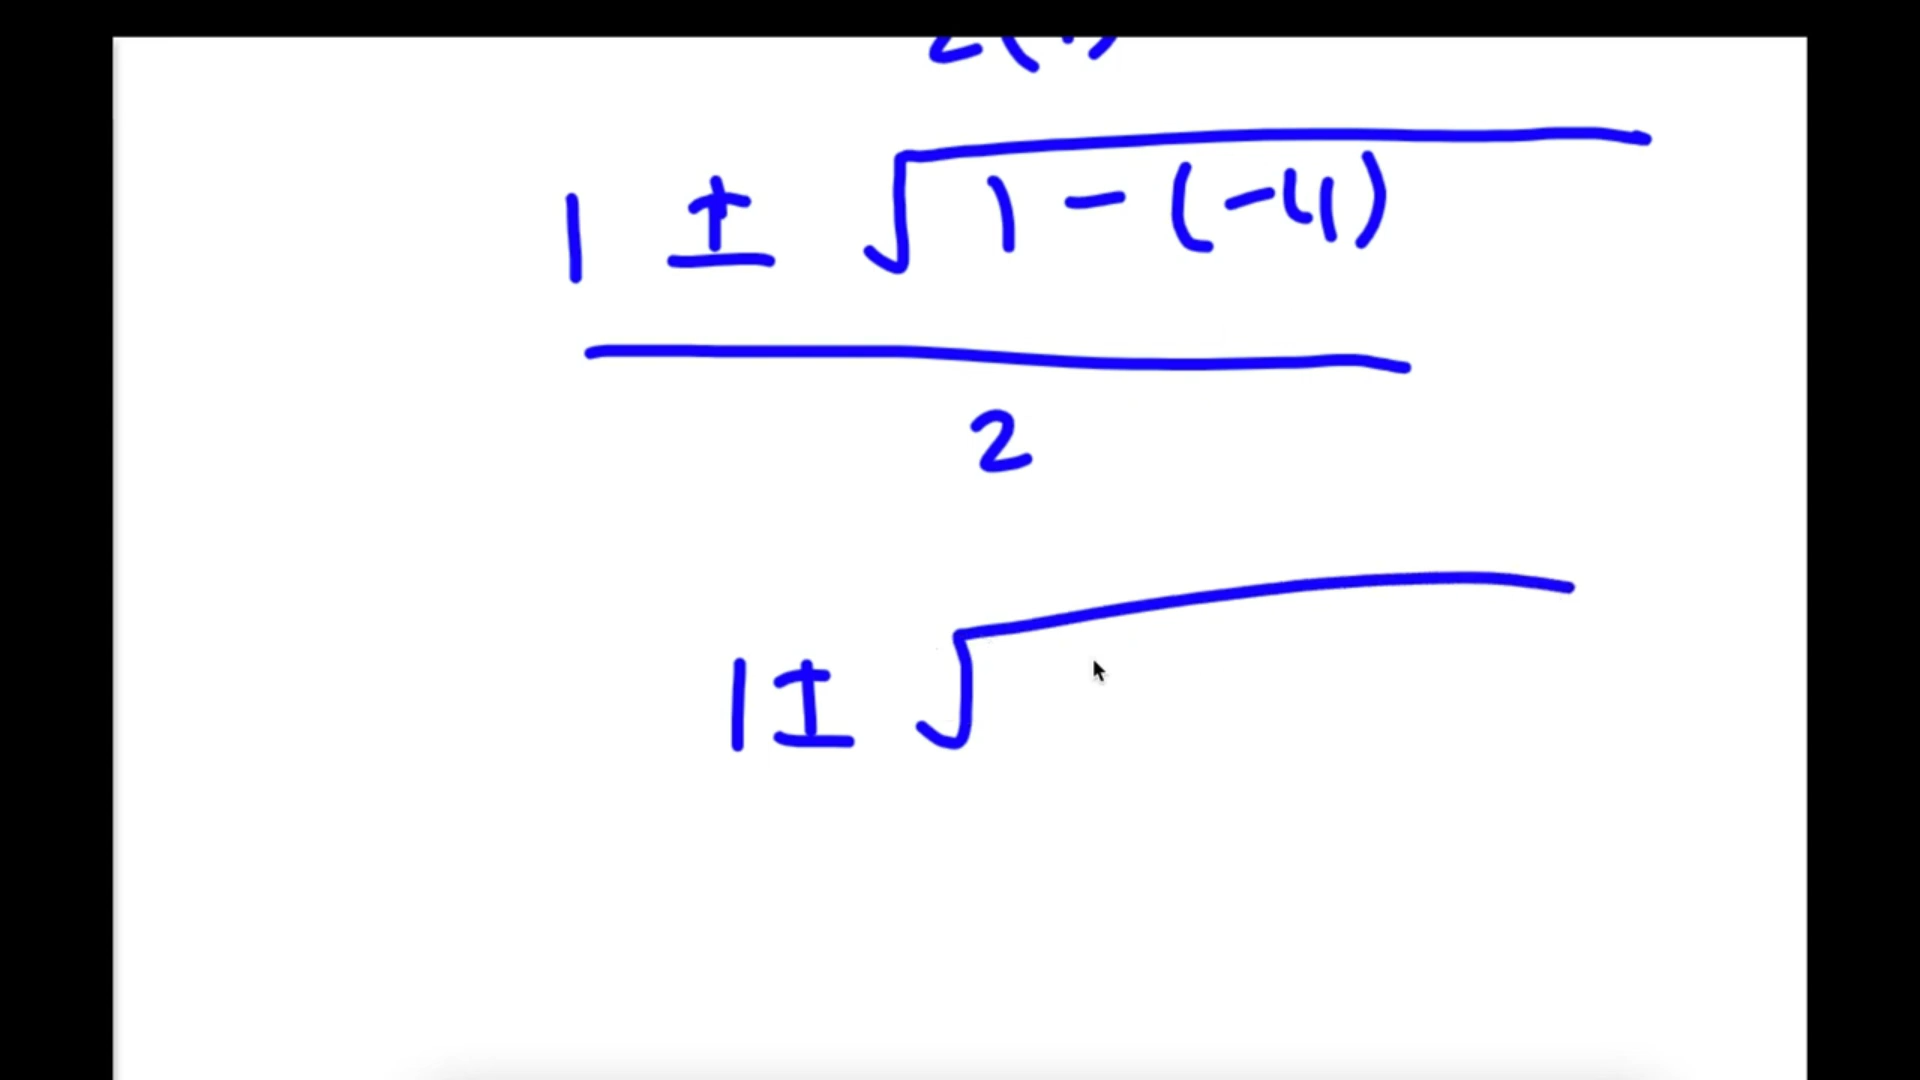 1 ± √1 - (-4)
2
1 ± √